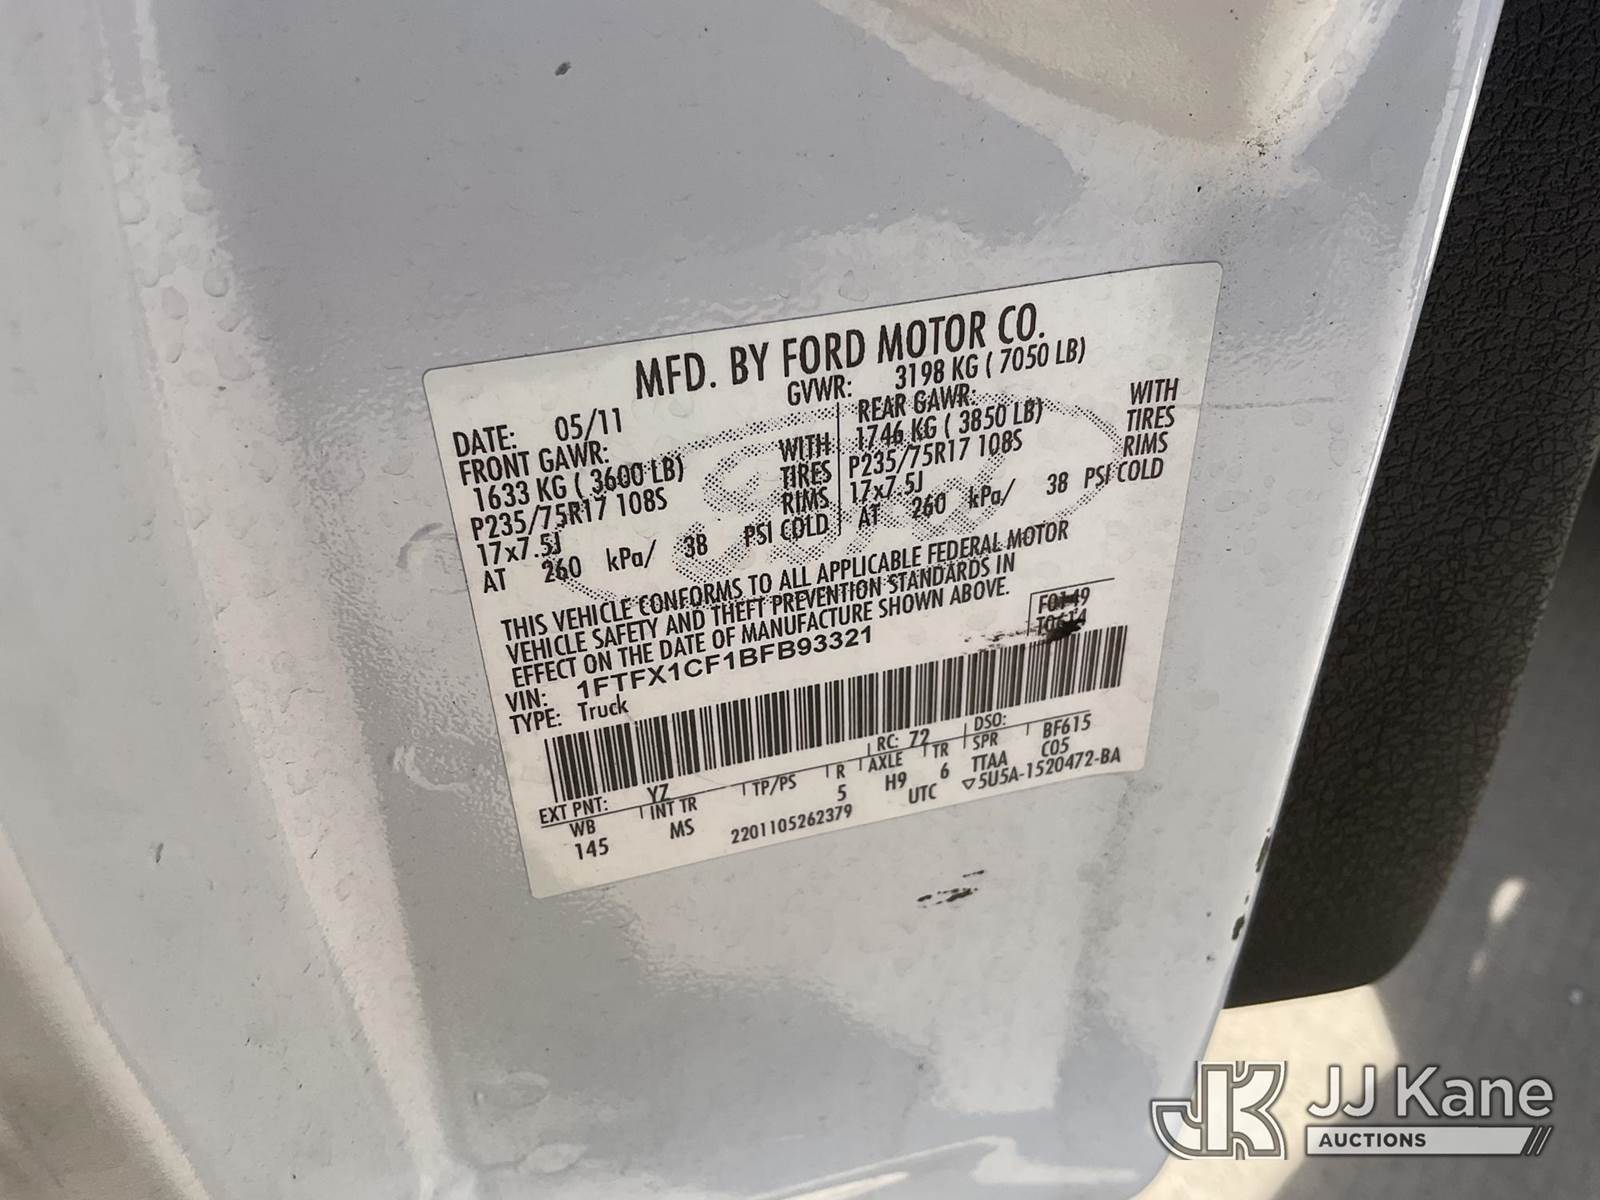 MFD. BY FORD MOTOR CO.
DATE: 05/11 GVWR: 3198 KG ( 7050 LB)
FRONT GAWR: REAR GAWR:
1633 KG ( 3600 LB) WITH 1746 KG ( 3850 LB) WITH
P235/75R17 108S TIRES P235/75R17 108S TIRES
17x7.5J RIMS 17x7.5J RIMS
AT 260 kPa/ 38 PSI COLD AT 260 kPa/ 38 PSI COLD
THIS VEHICLE CONFORMS TO ALL APPLICABLE FEDERAL MOTOR
VEHICLE SAFETY AND THEFT PREVENTION STANDARDS IN
EFFECT ON THE DATE OF MANUFACTURE SHOWN ABOVE.
VIN: 1FTFX1CF1BFB93321
TYPE: Truck
EXT PNT: YZ RC: 72 DSO: BF615
WB INT TR TP/PS R AXLE TR SPR C05
145 MS 5 H9 6 TTAA
2201105262379 UTC ▽5U5A-1520472-BA
JJ Kane
AUCTIONS